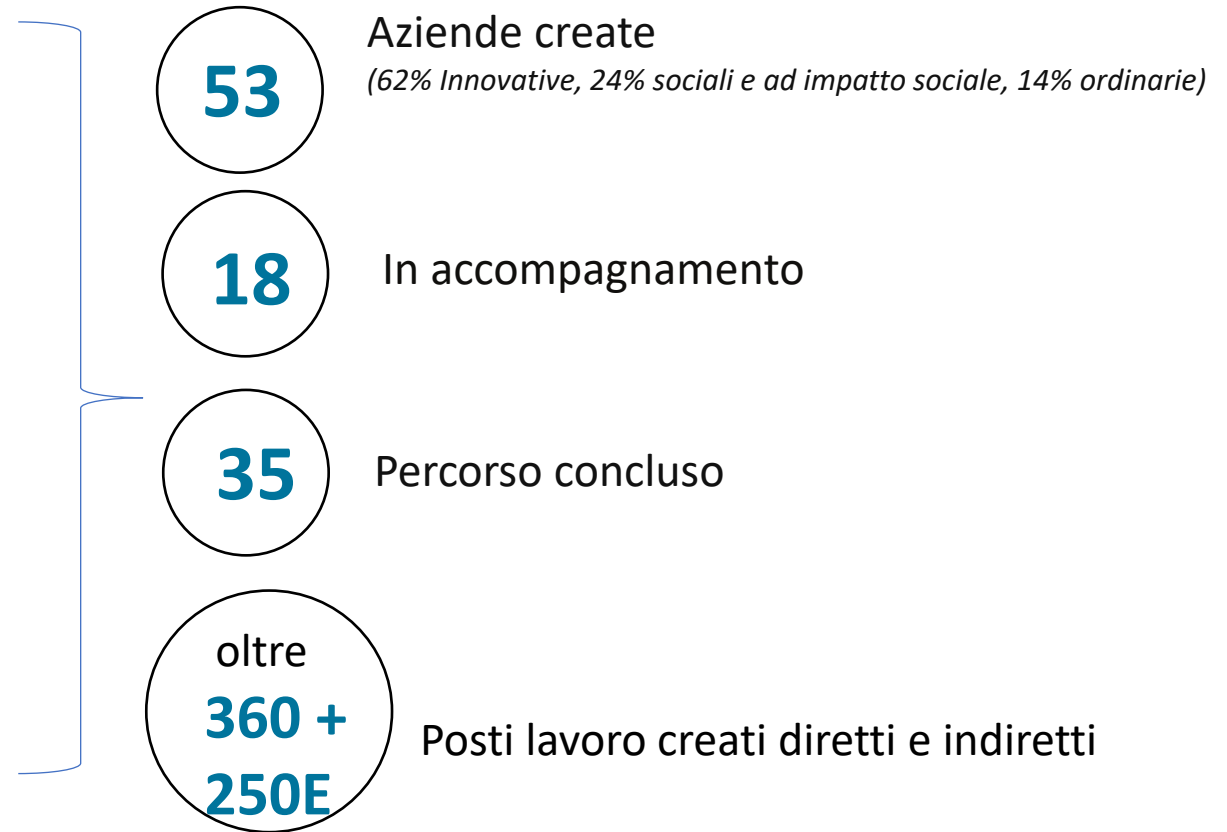 53
Aziende create
(62% Innovative, 24% sociali e ad impatto sociale, 14% ordinarie)
18
In accompagnamento
35
Percorso concluso
oltre
360 +
250E
Posti lavoro creati diretti e indiretti